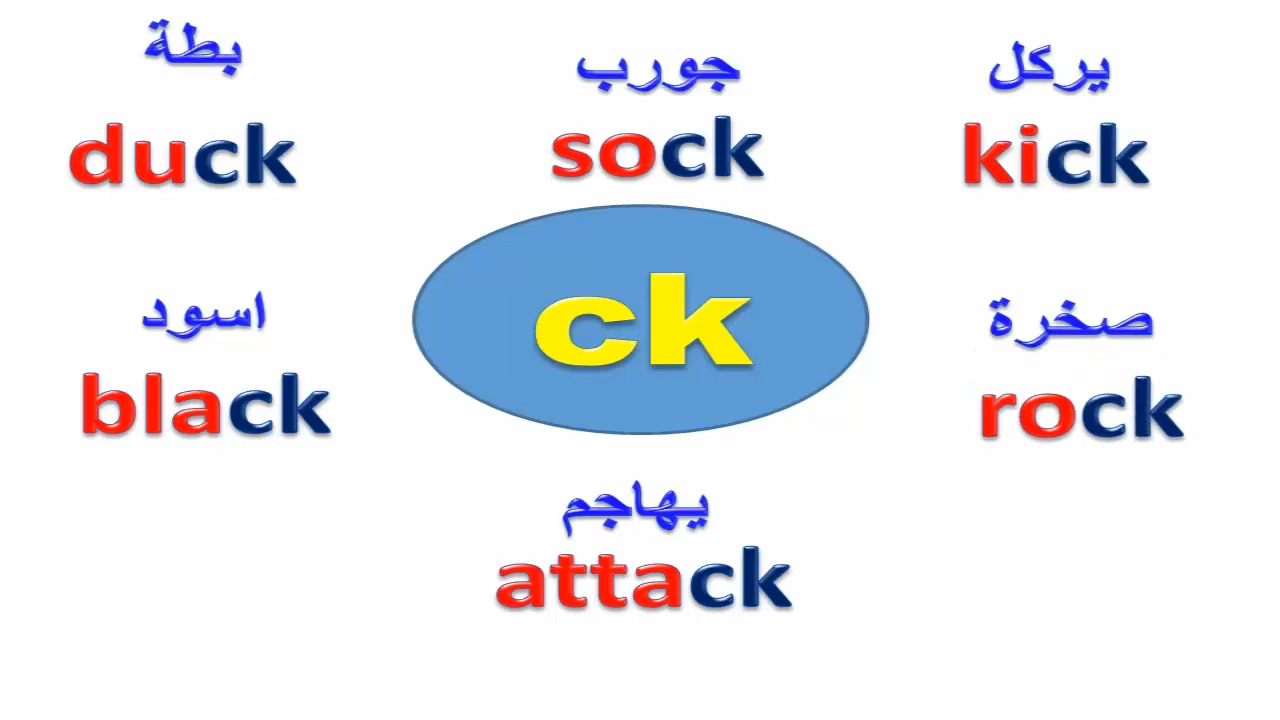 بطة
duck
جورب
sock
يركل
kick
ck
اسود
black
صخرة
rock
يهاجم
attack